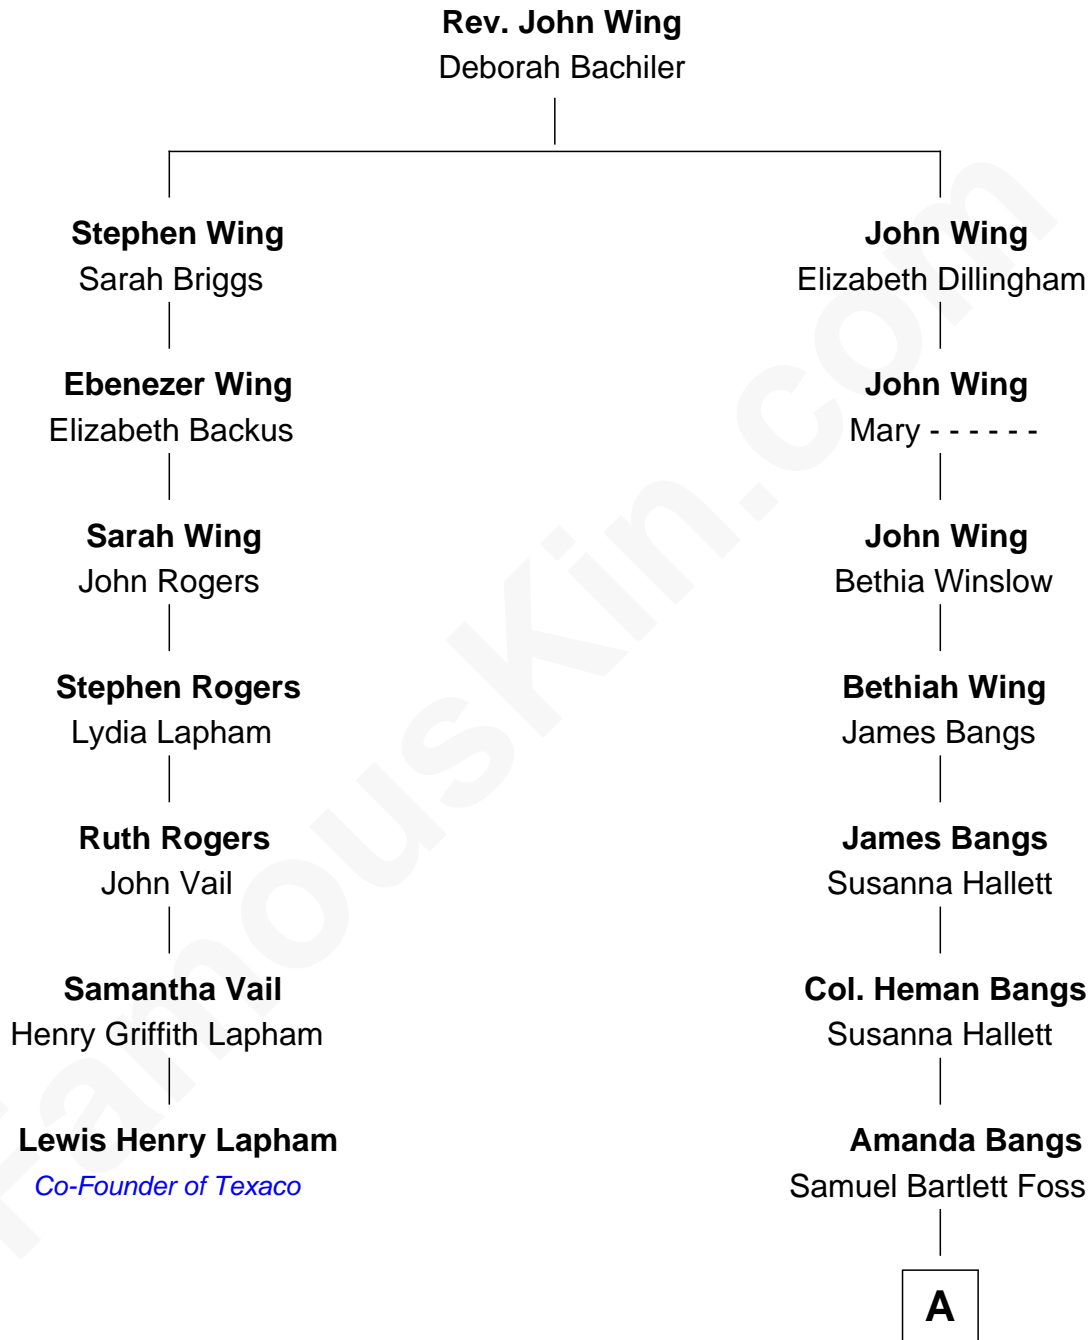 Rev. John Wing
Deborah Bachiler
Stephen Wing
Sarah Briggs
Ebenezer Wing
Elizabeth Backus
Sarah Wing
John Rogers
Stephen Rogers
Lydia Lapham
Ruth Rogers
John Vail
Samantha Vail
Henry Griffith Lapham
Lewis Henry Lapham
Co-Founder of Texaco
John Wing
Elizabeth Dillingham
John Wing
Mary - - - - - -
John Wing
Bethia Winslow
Bethiah Wing
James Bangs
James Bangs
Susanna Hallett
Col. Heman Bangs
Susanna Hallett
Amanda Bangs
Samuel Bartlett Foss
A
FamousKin.com